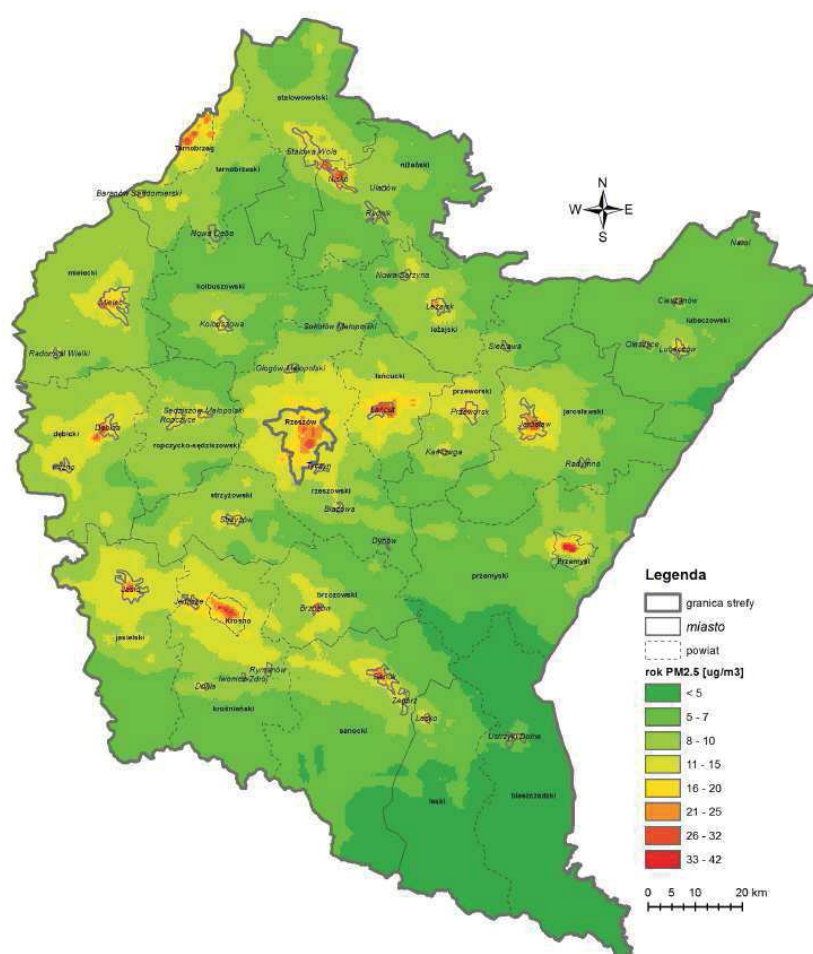 stalowowolski
Tarnobrzeg
Stalowa Wola
tarnobrzeski
Nisko
niżański
Ulanów
Baranów Sandomierski
Rudnik
Nowa Dęba
N
W E
S
Narol
mielecki
kolbuszowski
Nowa Sarzyna
Cieszanów
Mielec
Leżajsk
lubaczowski
Kolbuszowa
Sokołów Małopolski
leżajski
Oleszyce
Lubaczów
Radomyśl Wielki
Sieniawa
Głogów Małopolski
łańcucki
przeworski
Sędziszów Małopolski
Łańcut
Przeworsk
jarosławski
dębicki
Ropczyce
Rzeszów
Jarosław
Dębica
ropczycko-sędziszowski
Kańczuga
Pilzno
Tyczyn
Radymno
rzeszowski
strzyżowski
Błażowa
Strzyżów
Dynów
Przemyśl
przemyski
Legenda
granica strefy
miasto
powiat
Jasło
Jedlicze
brzozowski
Brzozów
Krosno
jasielski
rok PM2.5 [ug/m3]
< 5
5 - 7
8 - 10
11 - 15
16 - 20
21 - 25
26 - 32
33 - 42
Rymanów
Iwonicz-Zdrój
Dukla
Sanok
Zagórz
Lesko
krośnieński
sanocki
Ustrzyki Dolne
leski
bieszczadzki
0 5 10 20 km